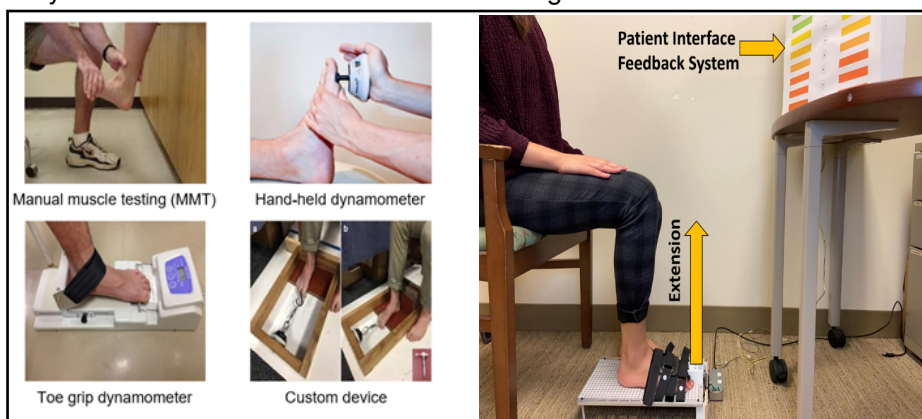 Manual muscle testing (MMT)
Hand-held dynamometer
a
b
Toe grip dynamometer
Custom device
Patient Interface
Feedback System
Extension